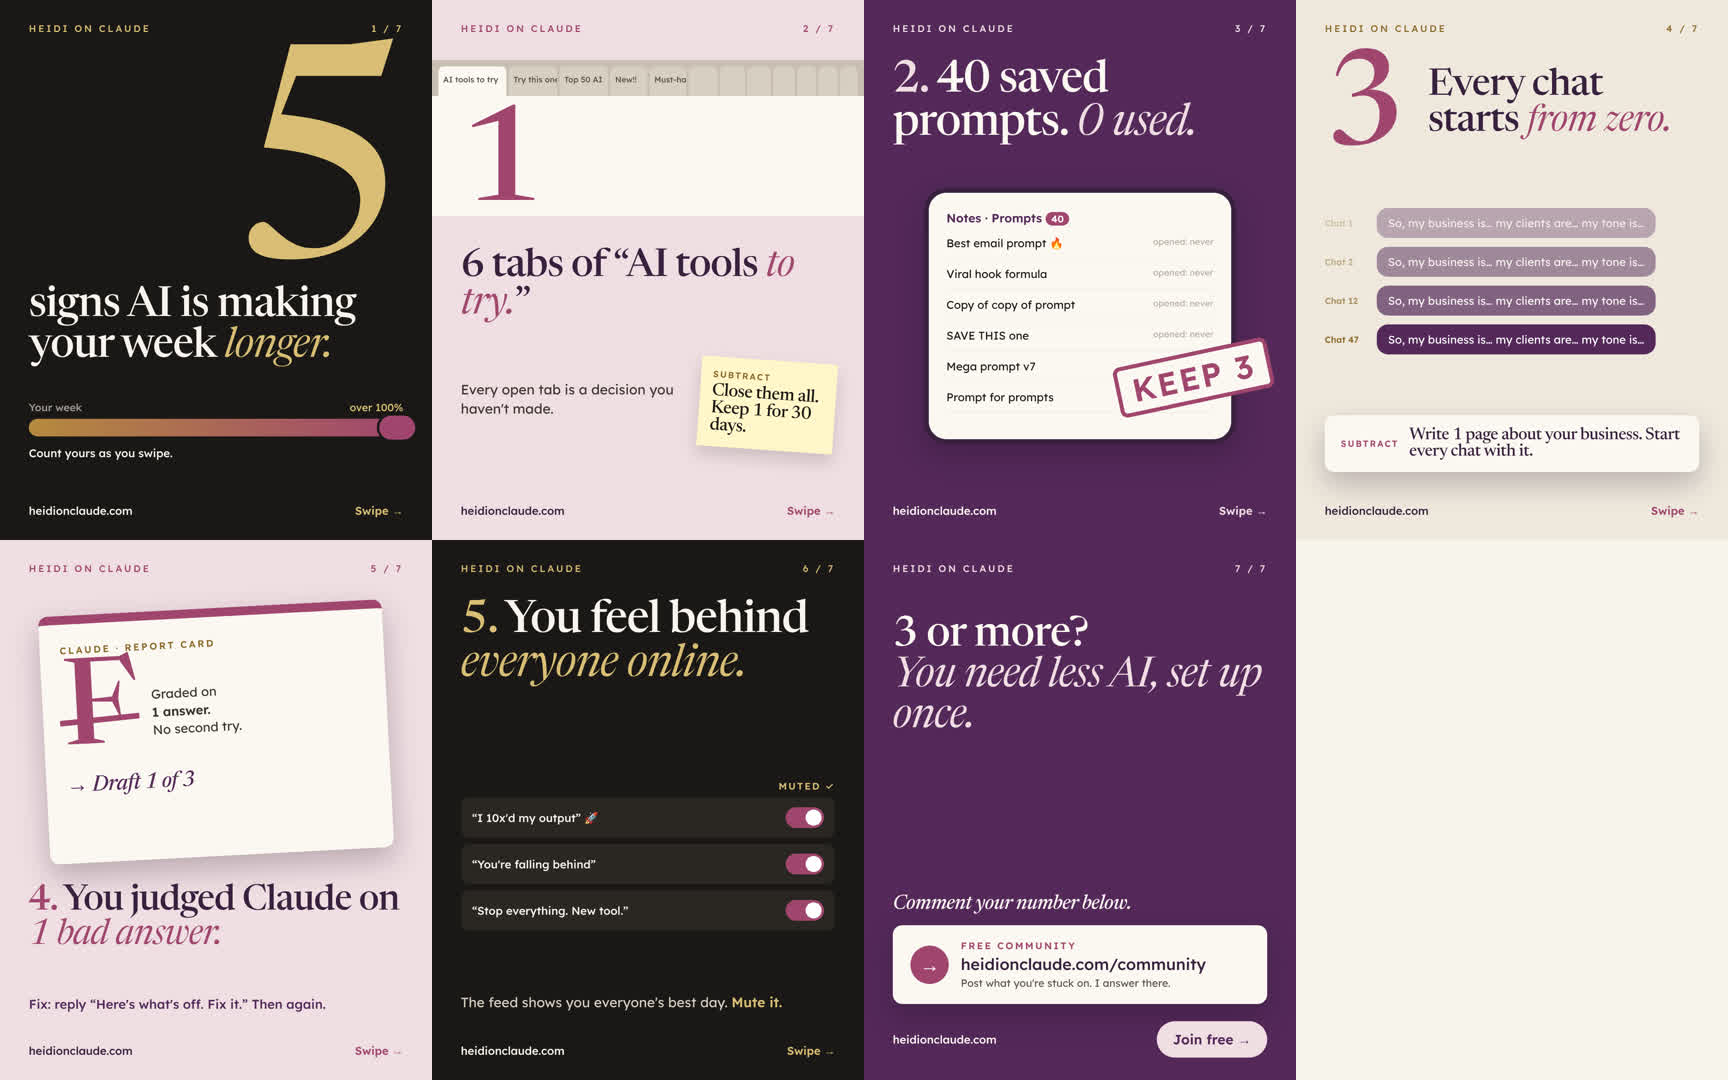 HEIDI ON CLAUDE
1 / 7
5
signs AI is making
your week longer.
Your week
over 100%
Count yours as you swipe.
heidionclaude.com
Swipe →
HEIDI ON CLAUDE
2 / 7
AI tools to try
Try this one
Top 50 AI
New!!
Must-ha
1
6 tabs of “AI tools to
try.”
Every open tab is a decision you
haven't made.
SUBTRACT
Close them all.
Keep 1 for 30
days.
heidionclaude.com
Swipe →
HEIDI ON CLAUDE
3 / 7
2. 40 saved
prompts. 0 used.
Notes · Prompts 40
Best email prompt 🔥
opened: never
Viral hook formula
opened: never
Copy of copy of prompt
opened: never
SAVE THIS one
opened: never
Mega prompt v7
Prompt for prompts
KEEP 3
heidionclaude.com
Swipe →
HEIDI ON CLAUDE
4 / 7
3
Every chat
starts from zero.
Chat 1
So, my business is… my clients are… my tone is…
Chat 2
So, my business is… my clients are… my tone is…
Chat 12
So, my business is… my clients are… my tone is…
Chat 47
So, my business is… my clients are… my tone is…
SUBTRACT
Write 1 page about your business. Start
every chat with it.
heidionclaude.com
Swipe →
HEIDI ON CLAUDE
5 / 7
CLAUDE · REPORT CARD
F
Graded on
1 answer.
No second try.
→ Draft 1 of 3
4. You judged Claude on
1 bad answer.
Fix: reply “Here's what's off. Fix it.” Then again.
heidionclaude.com
Swipe →
HEIDI ON CLAUDE
6 / 7
5. You feel behind
everyone online.
MUTED ✓
“I 10x'd my output” 🚀
“You're falling behind”
“Stop everything. New tool.”
The feed shows you everyone's best day. Mute it.
heidionclaude.com
Swipe →
HEIDI ON CLAUDE
7 / 7
3 or more?
You need less AI, set up
once.
Comment your number below.
→
FREE COMMUNITY
heidionclaude.com/community
Post what you're stuck on. I answer there.
heidionclaude.com
Join free →